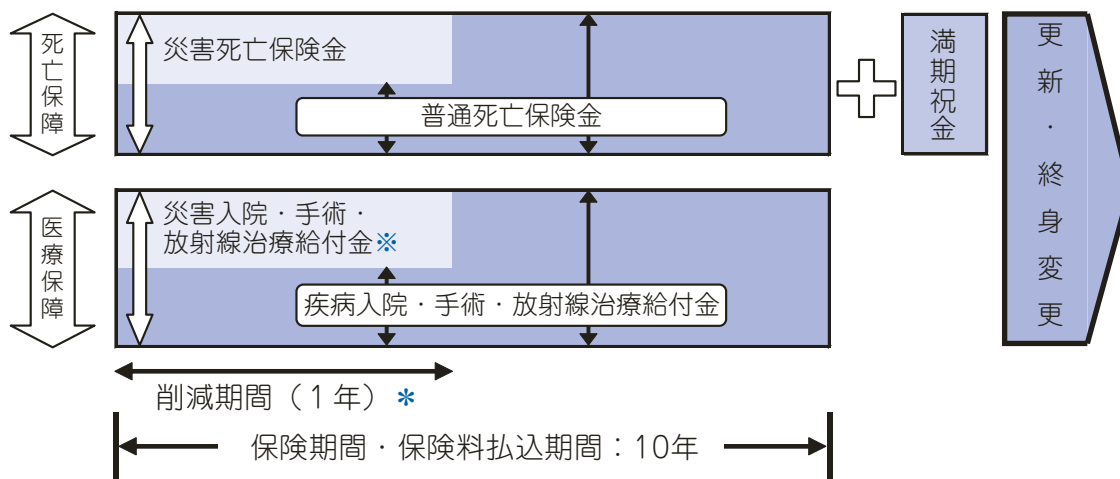 死亡保障
災害死亡保険金
普通死亡保険金
満期祝金
更新・終身変更
医療保障
災害入院・手術・
放射線治療給付金※
疾病入院・手術・放射線治療給付金
削減期間（1年）＊
保険期間・保険料払込期間：10年